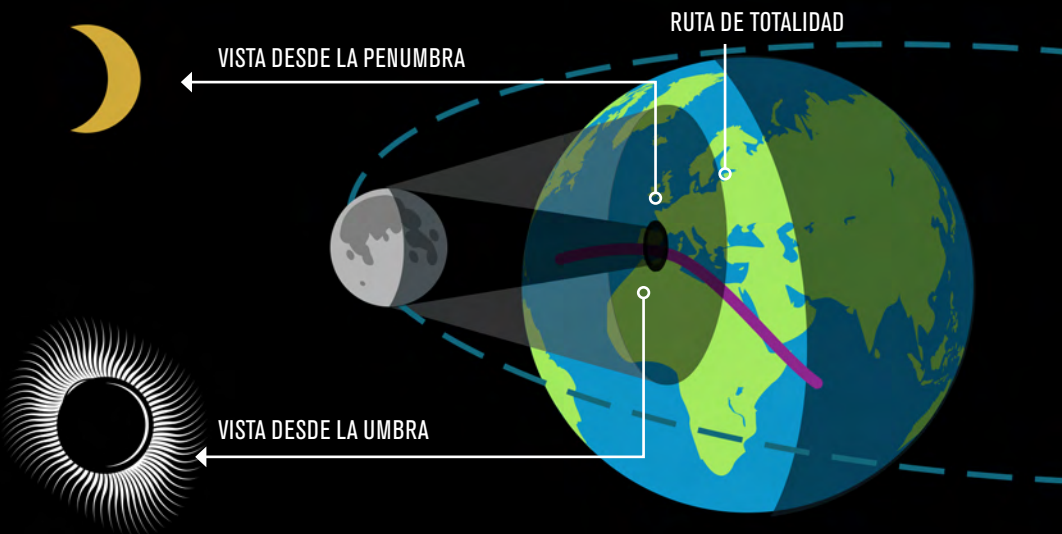 RUTA DE TOTALIDAD
VISTA DESDE LA PENUMBRA
VISTA DESDE LA UMBRA